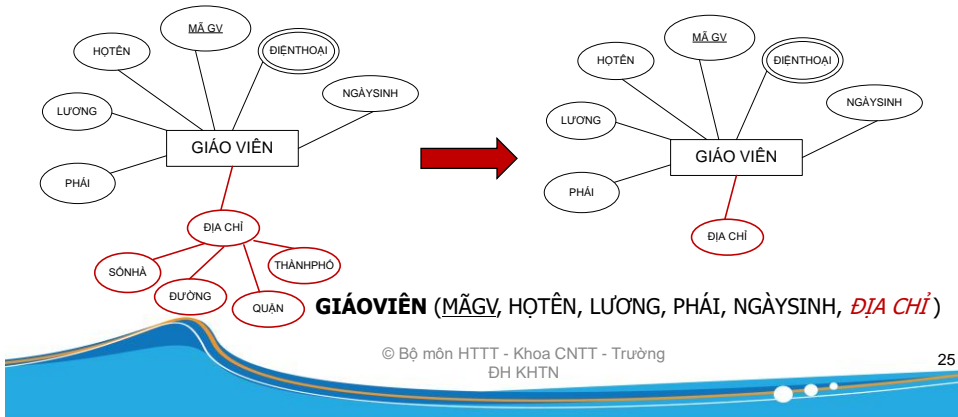 MÃ GV
HỌTÊN
ĐIỆNTHOẠI
LƯƠNG
NGÀYSINH
GIÁO VIÊN
PHÁI
ĐỊA CHỈ
SỐNHÀ
THÀNHPHỐ
ĐƯỜNG
QUẬN
MÃ GV
HỌTÊN
ĐIỆNTHOẠI
LƯƠNG
NGÀYSINH
GIÁO VIÊN
PHÁI
ĐỊA CHỈ
GIÁOVIÊN (MÃGV, HỌTÊN, LƯƠNG, PHÁI, NGÀYSINH, ĐỊA CHỈ )
© Bộ môn HTTT - Khoa CNTT - Trường
ĐH KHTN
25